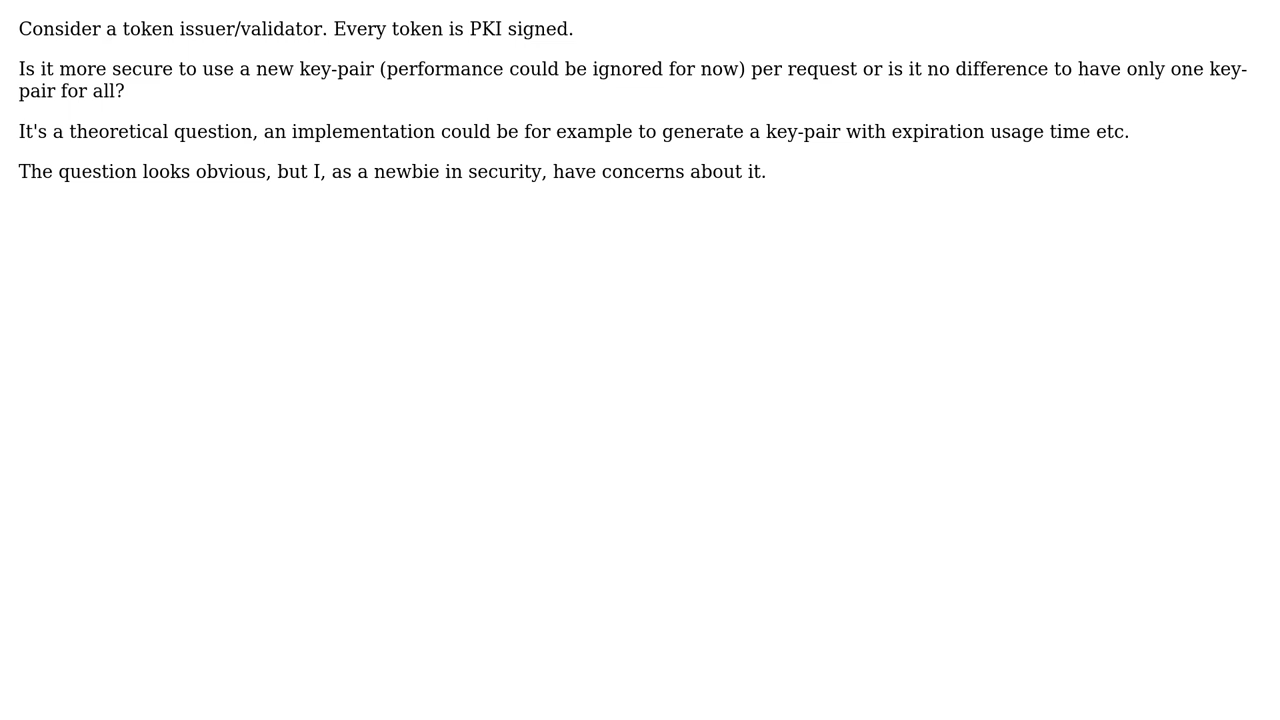 Consider a token issuer/validator. Every token is PKI signed.
Is it more secure to use a new key-pair (performance could be ignored for now) per request or is it no difference to have only one key-
pair for all?
It's a theoretical question, an implementation could be for example to generate a key-pair with expiration usage time etc.
The question looks obvious, but I, as a newbie in security, have concerns about it.